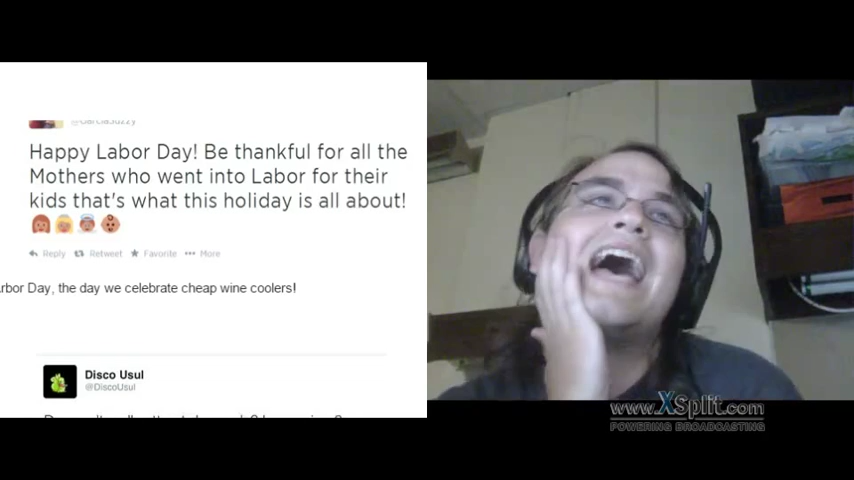 Happy Labor Day! Be thankful for all the
Mothers who went into Labor for their
kids that's what this holiday is all about!
Reply Retweet Favorite More
rbor Day, the day we celebrate cheap wine coolers!
Disco Usul
@DiscoUsul
www.XSplit.com
POWERING BROADCASTING